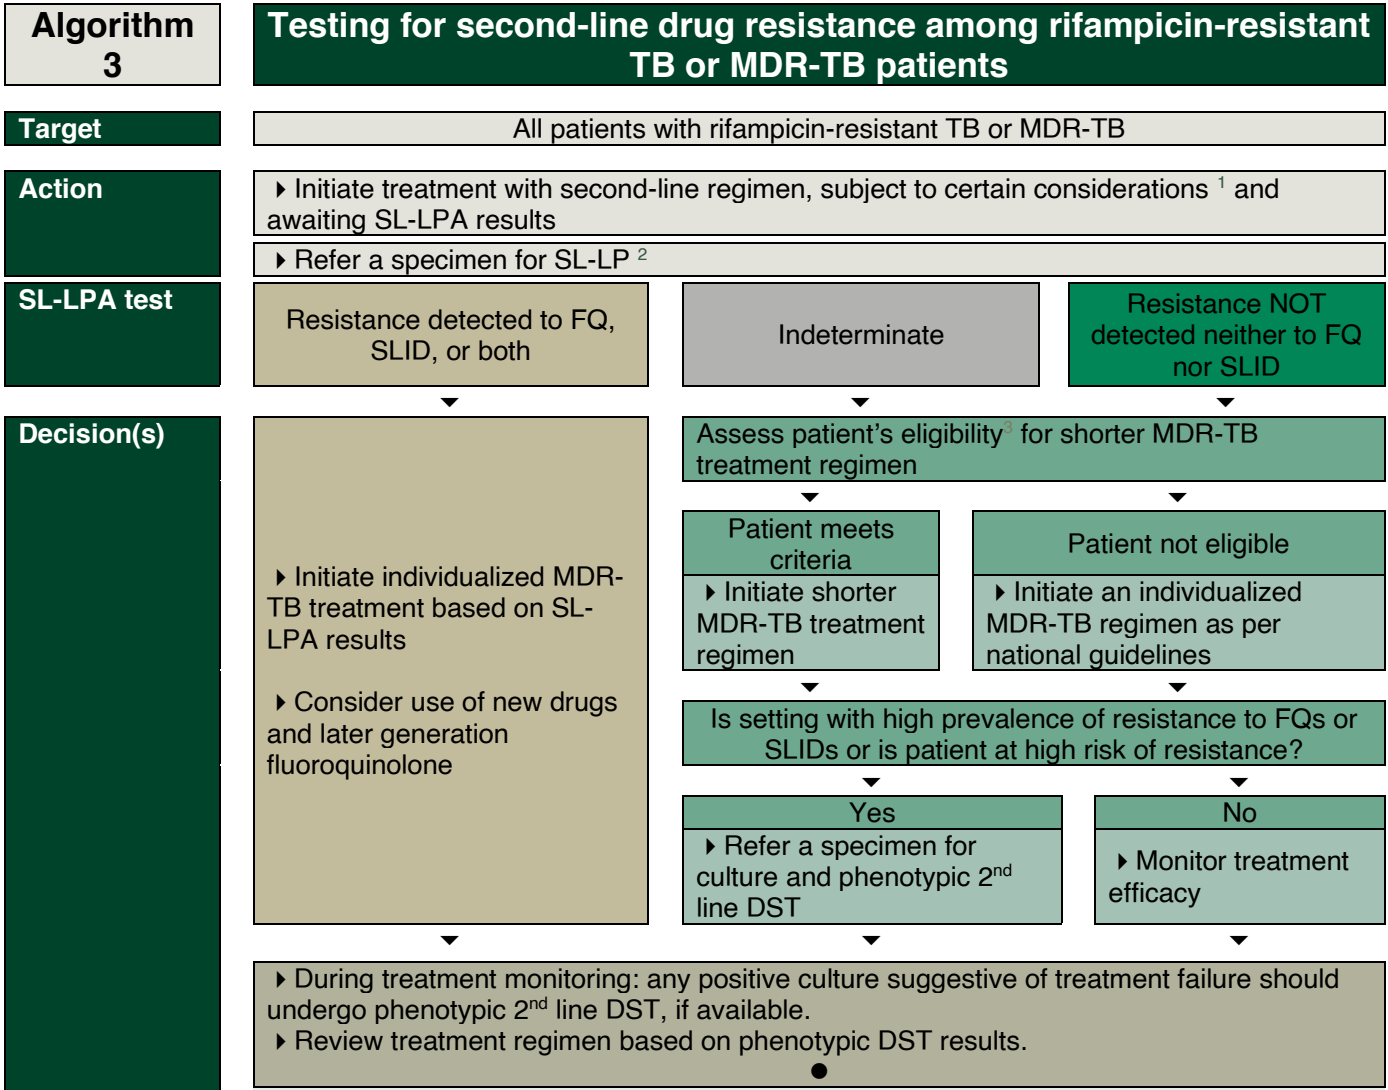 Algorithm
3
Testing for second-line drug resistance among rifampicin-resistant
TB or MDR-TB patients
Target
All patients with rifampicin-resistant TB or MDR-TB
Action
▸ Initiate treatment with second-line regimen, subject to certain considerations ¹ and
awaiting SL-LPA results
▸ Refer a specimen for SL-LP ²
SL-LPA test
Resistance detected to FQ,
SLID, or both
Indeterminate
Resistance NOT
detected neither to FQ
nor SLID
Decision(s)
▸ Initiate individualized MDR-
TB treatment based on SL-
LPA results
▸ Consider use of new drugs
and later generation
fluoroquinolone
Assess patient's eligibility³ for shorter MDR-TB
treatment regimen
Patient meets
criteria
▸ Initiate shorter
MDR-TB treatment
regimen
Patient not eligible
▸ Initiate an individualized
MDR-TB regimen as per
national guidelines
Is setting with high prevalence of resistance to FQs or
SLIDs or is patient at high risk of resistance?
Yes
▸ Refer a specimen for
culture and phenotypic 2nd
line DST
No
▸ Monitor treatment
efficacy
▸ During treatment monitoring: any positive culture suggestive of treatment failure should
undergo phenotypic 2nd line DST, if available.
▸ Review treatment regimen based on phenotypic DST results.